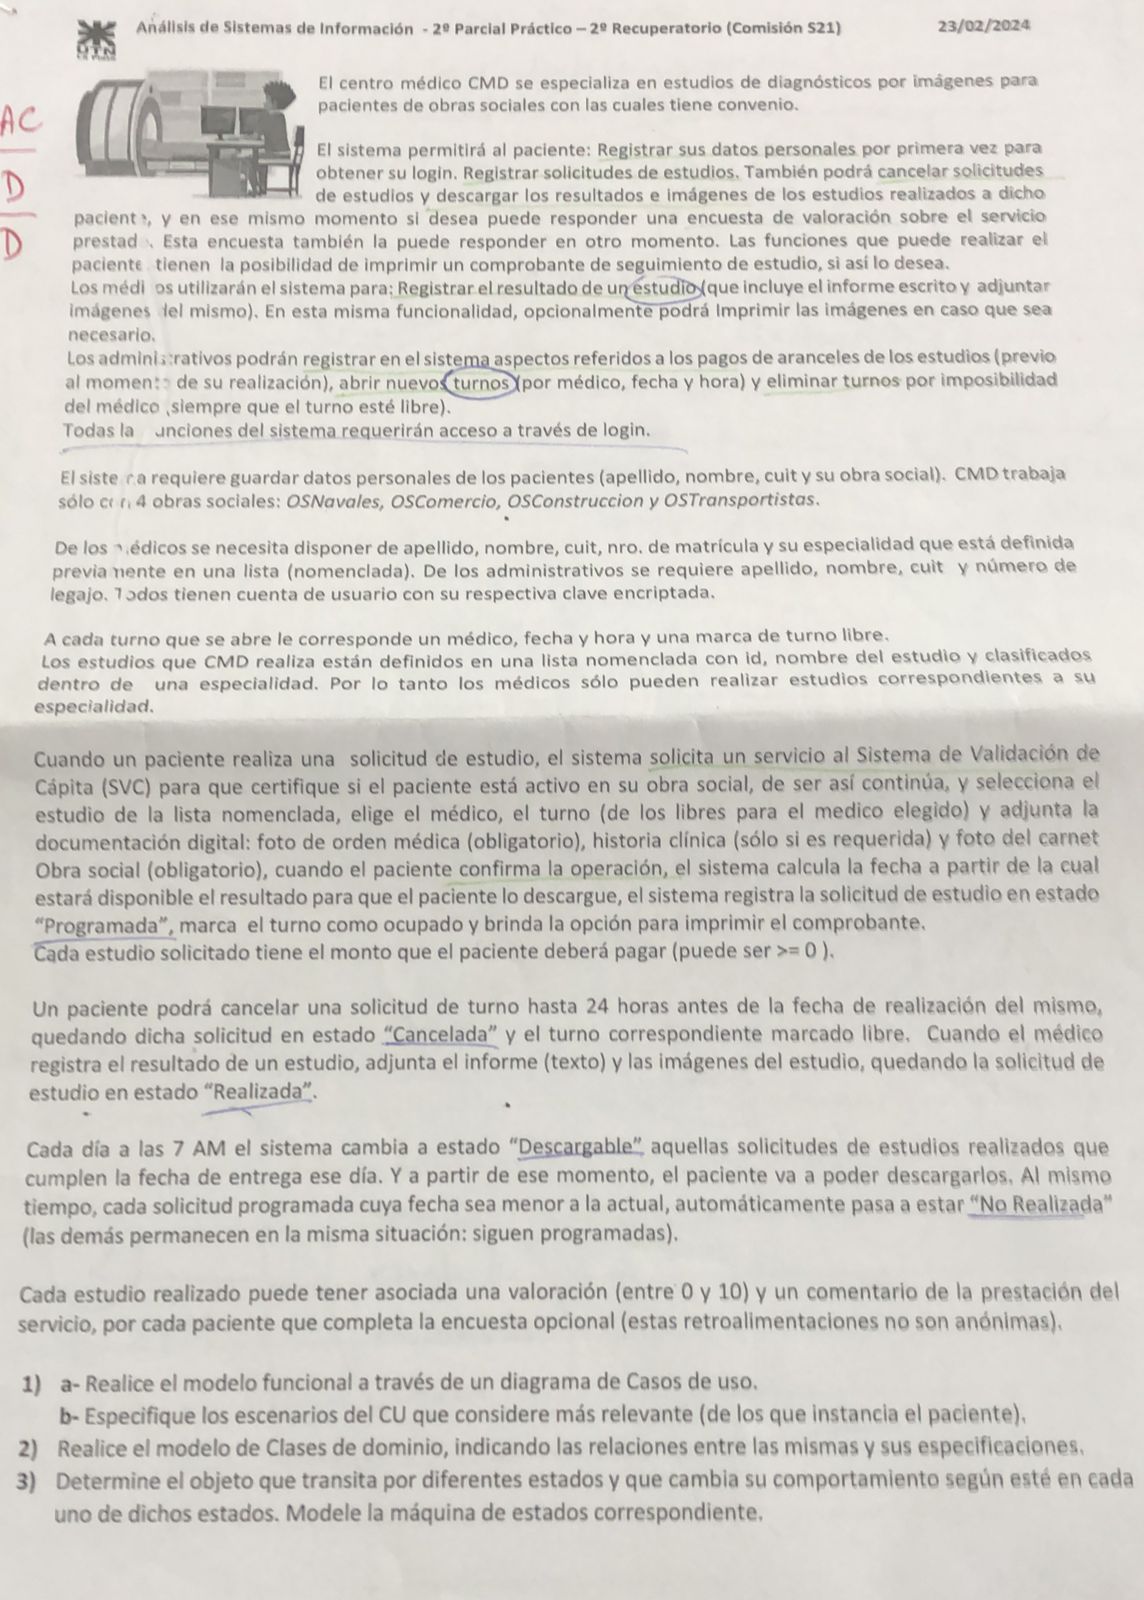 Análisis de Sistemas de Información - 2º Parcial Práctico – 2º Recuperatorio (Comisión S21) 23/02/2024
UTN
El centro médico CMD se especializa en estudios de diagnósticos por imágenes para
pacientes de obras sociales con las cuales tiene convenio.
AC
D
D
El sistema permitirá al paciente: Registrar sus datos personales por primera vez para
obtener su login. Registrar solicitudes de estudios. También podrá cancelar solicitudes
de estudios y descargar los resultados e imágenes de los estudios realizados a dicho
paciente, y en ese mismo momento si desea puede responder una encuesta de valoración sobre el servicio
prestado. Esta encuesta también la puede responder en otro momento. Las funciones que puede realizar el
paciente tienen la posibilidad de imprimir un comprobante de seguimiento de estudio, si así lo desea.
Los médicos utilizarán el sistema para: Registrar el resultado de un estudio (que incluye el informe escrito y adjuntar
imágenes del mismo). En esta misma funcionalidad, opcionalmente podrá Imprimir las imágenes en caso que sea
necesario.
Los administrativos podrán registrar en el sistema aspectos referidos a los pagos de aranceles de los estudios (previo
al momento de su realización), abrir nuevos turnos (por médico, fecha y hora) y eliminar turnos por imposibilidad
del médico (siempre que el turno esté libre).
Todas la unciones del sistema requerirán acceso a través de login.
El sistema requiere guardar datos personales de los pacientes (apellido, nombre, cuit y su obra social). CMD trabaja
sólo con 4 obras sociales: OSNavales, OSComercio, OSConstruccion y OSTransportistas.
De los médicos se necesita disponer de apellido, nombre, cuit, nro. de matrícula y su especialidad que está definida
previamente en una lista (nomenclada). De los administrativos se requiere apellido, nombre, cuit y número de
legajo. Todos tienen cuenta de usuario con su respectiva clave encriptada.
A cada turno que se abre le corresponde un médico, fecha y hora y una marca de turno libre.
Los estudios que CMD realiza están definidos en una lista nomenclada con id, nombre del estudio y clasificados
dentro de una especialidad. Por lo tanto los médicos sólo pueden realizar estudios correspondientes a su
especialidad.
Cuando un paciente realiza una solicitud de estudio, el sistema solicita un servicio al Sistema de Validación de
Cápita (SVC) para que certifique si el paciente está activo en su obra social, de ser así continúa, y selecciona el
estudio de la lista nomenclada, elige el médico, el turno (de los libres para el medico elegido) y adjunta la
documentación digital: foto de orden médica (obligatorio), historia clínica (sólo si es requerida) y foto del carnet
Obra social (obligatorio), cuando el paciente confirma la operación, el sistema calcula la fecha a partir de la cual
estará disponible el resultado para que el paciente lo descargue, el sistema registra la solicitud de estudio en estado
“Programada”, marca el turno como ocupado y brinda la opción para imprimir el comprobante.
Cada estudio solicitado tiene el monto que el paciente deberá pagar (puede ser >= 0 ).
Un paciente podrá cancelar una solicitud de turno hasta 24 horas antes de la fecha de realización del mismo,
quedando dicha solicitud en estado “Cancelada” y el turno correspondiente marcado libre. Cuando el médico
registra el resultado de un estudio, adjunta el informe (texto) y las imágenes del estudio, quedando la solicitud de
estudio en estado “Realizada”.
Cada día a las 7 AM el sistema cambia a estado “Descargable” aquellas solicitudes de estudios realizados que
cumplen la fecha de entrega ese día. Y a partir de ese momento, el paciente va a poder descargarlos. Al mismo
tiempo, cada solicitud programada cuya fecha sea menor a la actual, automáticamente pasa a estar “No Realizada”
(las demás permanecen en la misma situación: siguen programadas).
Cada estudio realizado puede tener asociada una valoración (entre 0 y 10) y un comentario de la prestación del
servicio, por cada paciente que completa la encuesta opcional (estas retroalimentaciones no son anónimas).
1) a- Realice el modelo funcional a través de un diagrama de Casos de uso.
b- Especifique los escenarios del CU que considere más relevante (de los que instancia el paciente).
2) Realice el modelo de Clases de dominio, indicando las relaciones entre las mismas y sus especificaciones.
3) Determine el objeto que transita por diferentes estados y que cambia su comportamiento según esté en cada
uno de dichos estados. Modele la máquina de estados correspondiente.